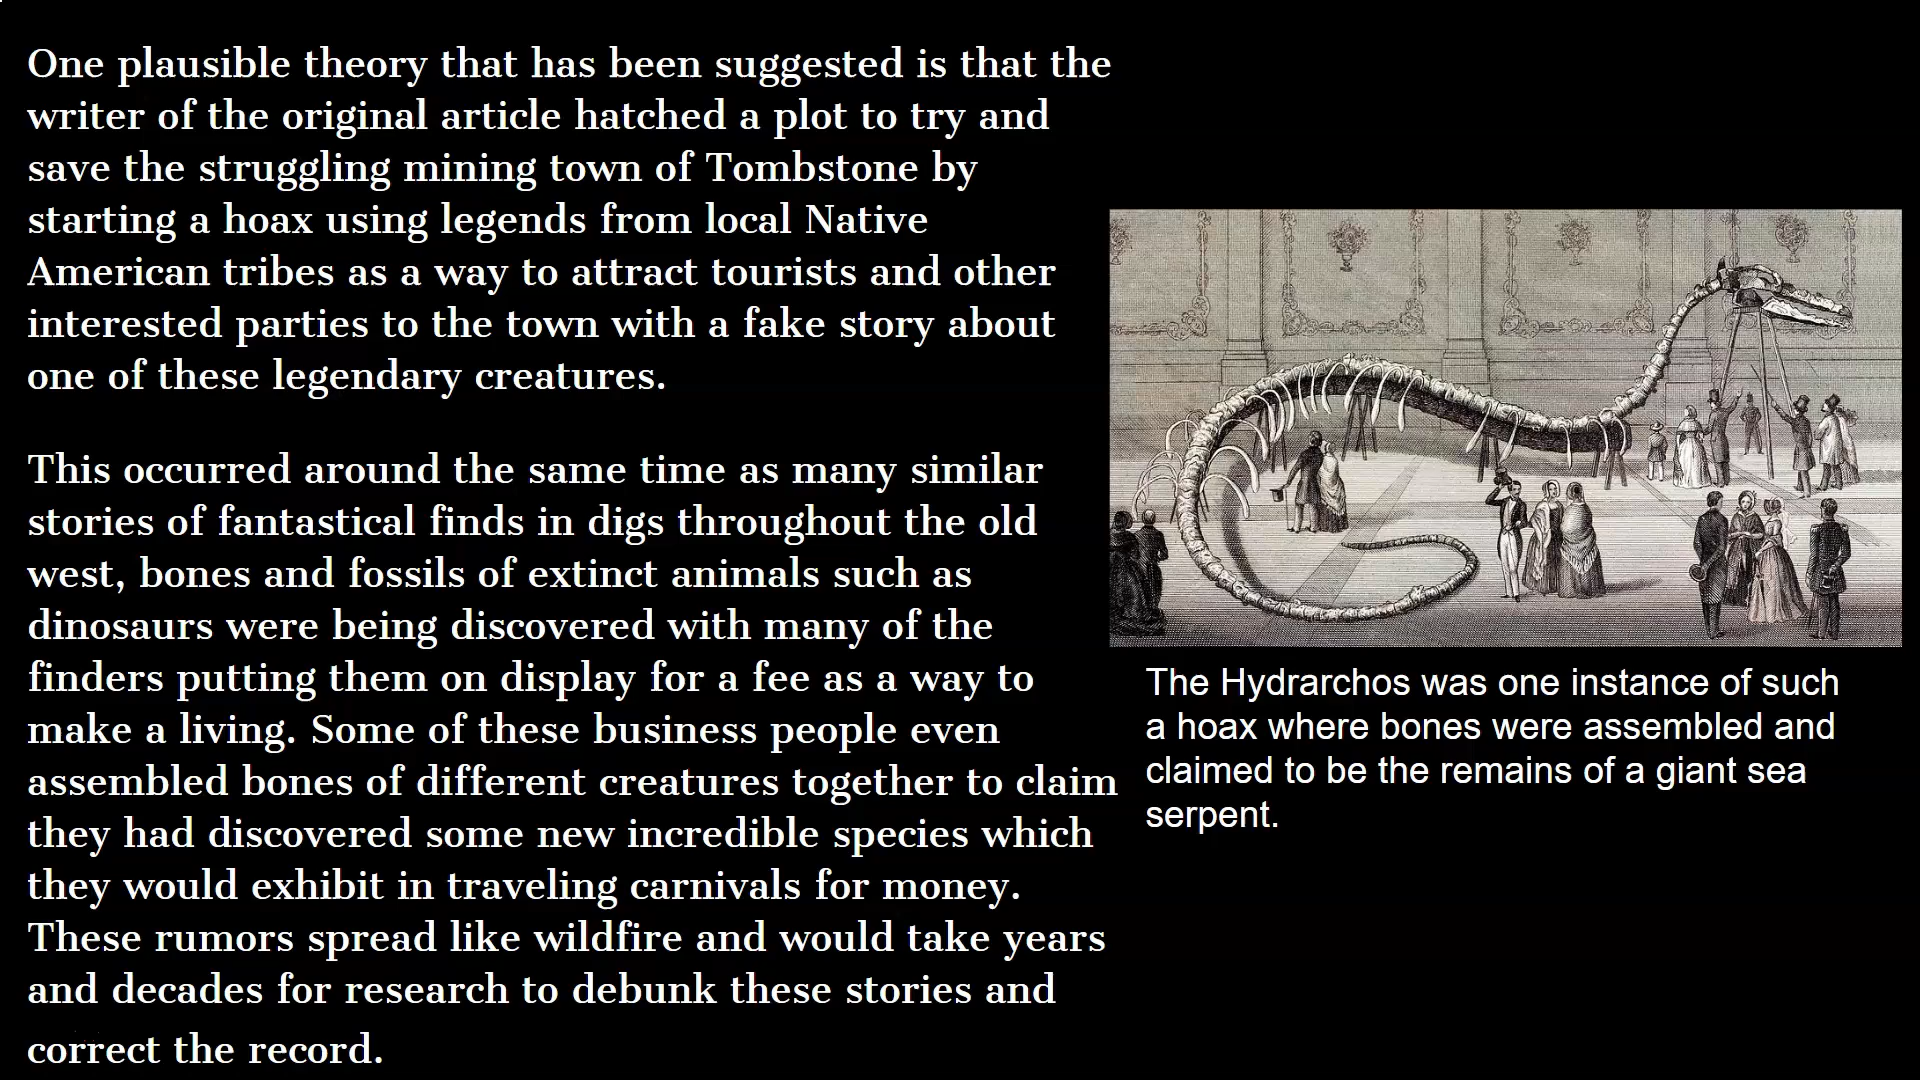 One plausible theory that has been suggested is that the
writer of the original article hatched a plot to try and
save the struggling mining town of Tombstone by
starting a hoax using legends from local Native
American tribes as a way to attract tourists and other
interested parties to the town with a fake story about
one of these legendary creatures.
This occurred around the same time as many similar
stories of fantastical finds in digs throughout the old
west, bones and fossils of extinct animals such as
dinosaurs were being discovered with many of the
finders putting them on display for a fee as a way to
make a living. Some of these business people even
assembled bones of different creatures together to claim
they had discovered some new incredible species which
they would exhibit in traveling carnivals for money.
These rumors spread like wildfire and would take years
and decades for research to debunk these stories and
correct the record.
The Hydrarchos was one instance of such
a hoax where bones were assembled and
claimed to be the remains of a giant sea
serpent.